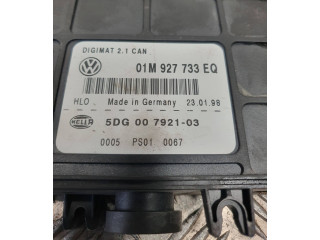 DIGIMAT 2.1 CAN
01M 927 733 EQ
HLO Made in Germany 23.01.98
HELLA 5DG 00 7921-03
0005 PS01 0067